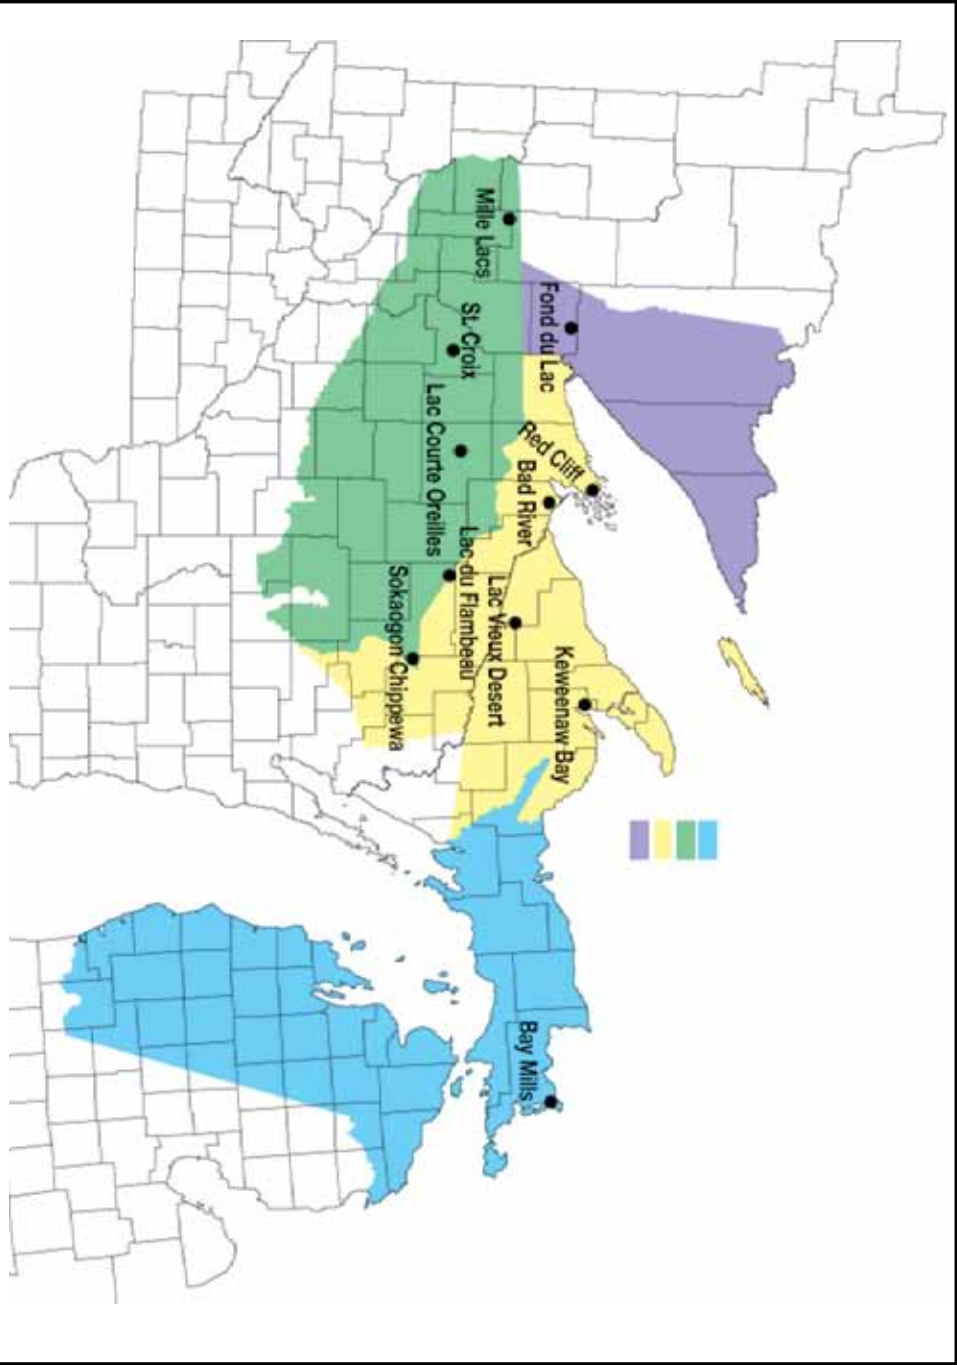 Mille Lacs
Fond du Lac
St. Croix
Lac Courte Oreilles
Red Cliff
Bad River
Lac du Flambeau
Sokaogon Chippewa
Lac Vieux Desert
Keweenaw Bay
Bay Mills